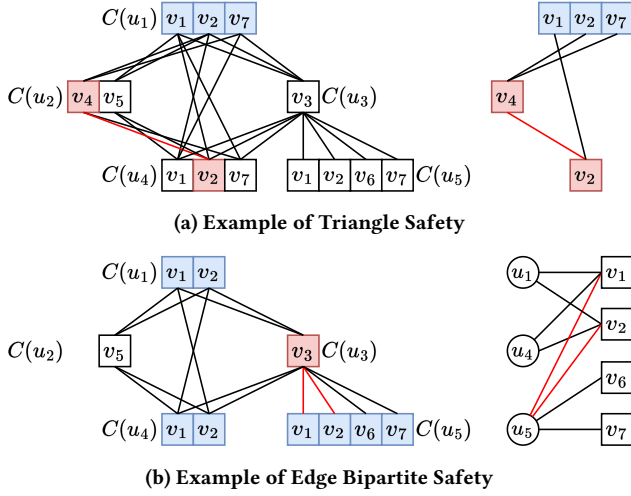 C(u₁) v₁ v₂ v₇ v₁ v₂ v₇
C(u₂) v₄ v₅ v₃ C(u₃) v₄
C(u₄) v₁ v₂ v₇ v₁ v₂ v₆ v₇ C(u₅) v₂
(a) Example of Triangle Safety
C(u₁) v₁ v₂ u₁ v₁
C(u₂) v₅ v₃ C(u₃) u₄ v₂
v₆
C(u₄) v₁ v₂ v₁ v₂ v₆ v₇ C(u₅) u₅ v₇
(b) Example of Edge Bipartite Safety